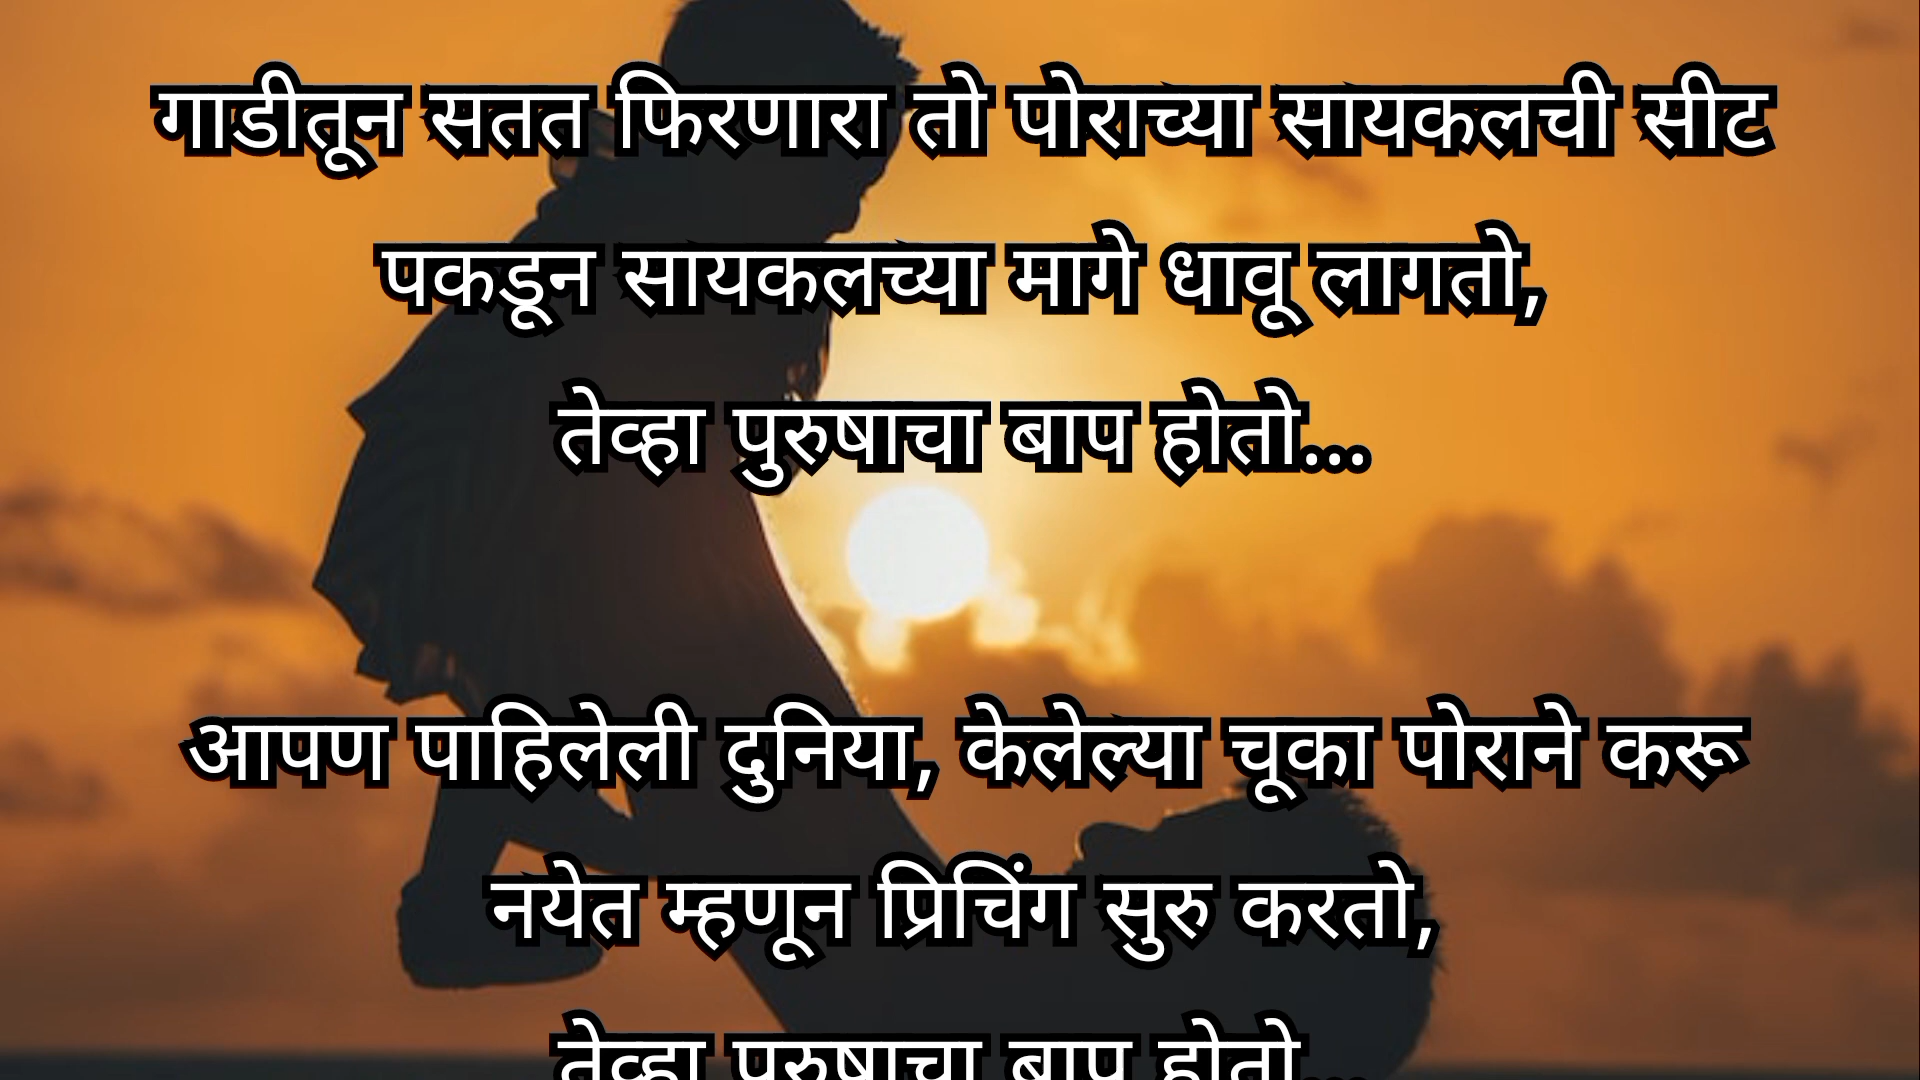 गाडीतून सतत फिरणारा तो पोराच्या सायकलची सीट
पकडून सायकलच्या मागे धावू लागतो,
तेव्हा पुरुषाचा बाप होतो...
आपण पाहिलेली दुनिया, केलेल्या चूका पोराने करू
नयेत म्हणून प्रिचिंग सुरु करतो,
तेव्हा पुरुषाचा बाप होतो...